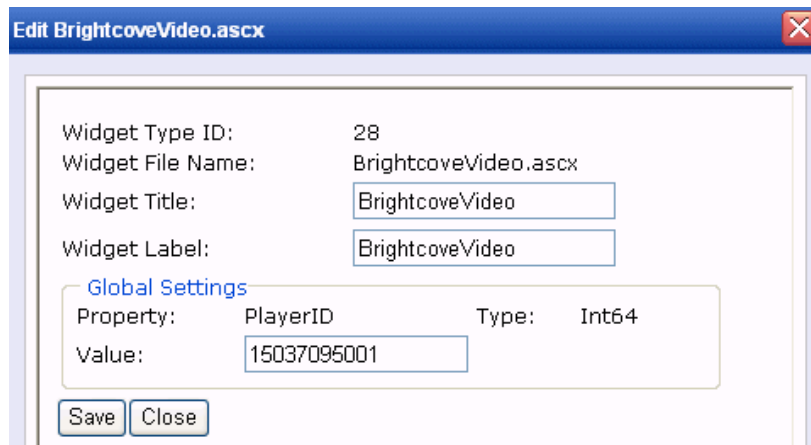 Edit BrightcoveVideo.ascx
Widget Type ID: 28
Widget File Name: BrightcoveVideo.ascx
Widget Title: BrightcoveVideo
Widget Label: BrightcoveVideo
Global Settings
Property: PlayerID Type: Int64
Value: 15037095001
Save Close